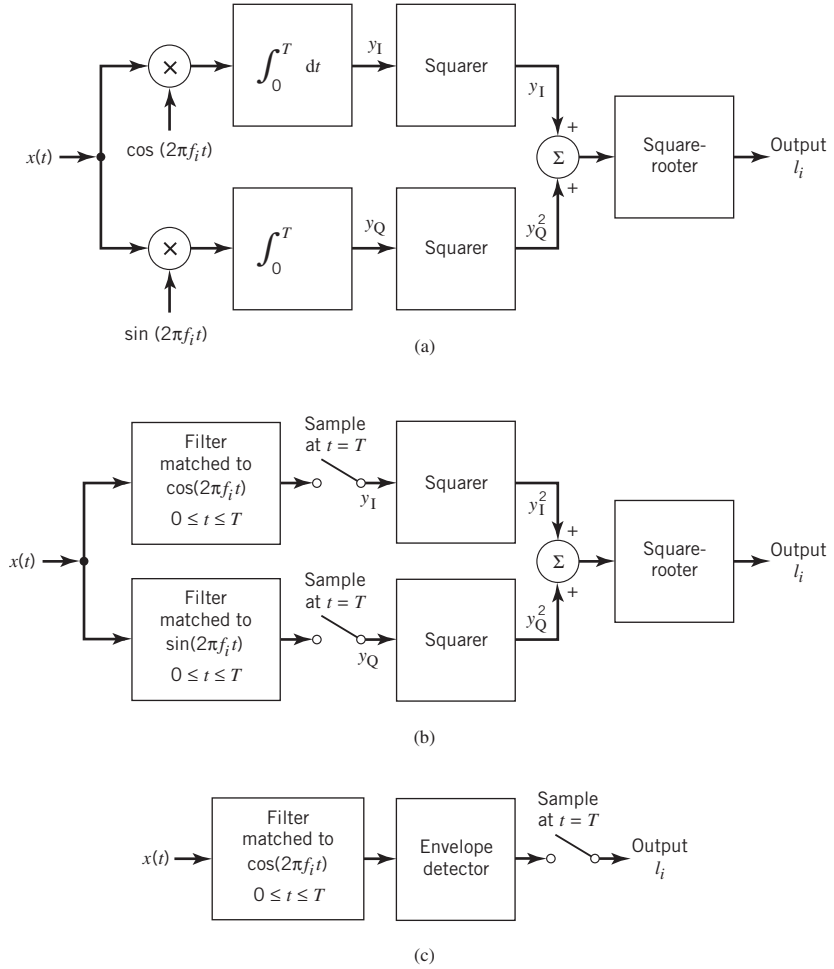 ∫₀ᵀ dt
y_I
Squarer
y_I
+
×
cos (2πf_i t)
x(t)
Σ
Square-
rooter
Output
l_i
+
∫₀ᵀ
y_Q
Squarer
y_Q^2
×
sin (2πf_i t)
(a)
Filter
matched to
cos(2πf_i t)
0 ≤ t ≤ T
Sample
at t = T
y_I
Squarer
y_I^2
+
x(t)
Σ
Square-
rooter
Output
l_i
+
Filter
matched to
sin(2πf_i t)
0 ≤ t ≤ T
Sample
at t = T
y_Q
Squarer
y_Q^2
(b)
x(t)
Filter
matched to
cos(2πf_i t)
0 ≤ t ≤ T
Envelope
detector
Sample
at t = T
Output
l_i
(c)